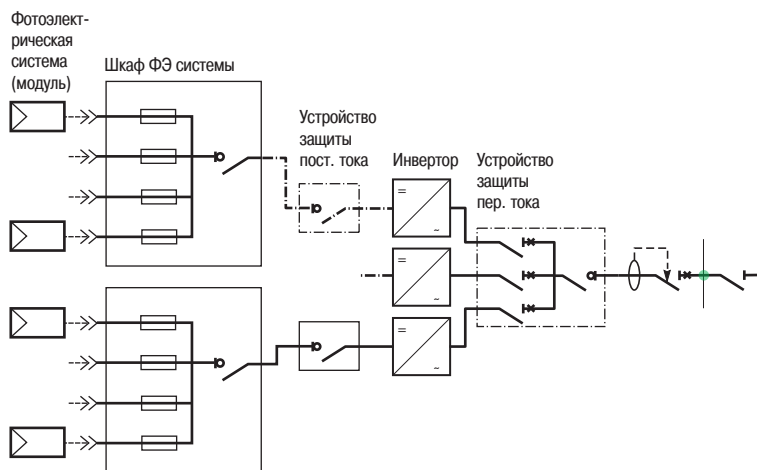 Фотоэлект-
рическая
система
(модуль)
Шкаф ФЭ системы
Устройство
защиты
пост. тока
Инвертор
Устройство
защиты
пер. тока
=
~
=
~
=
~